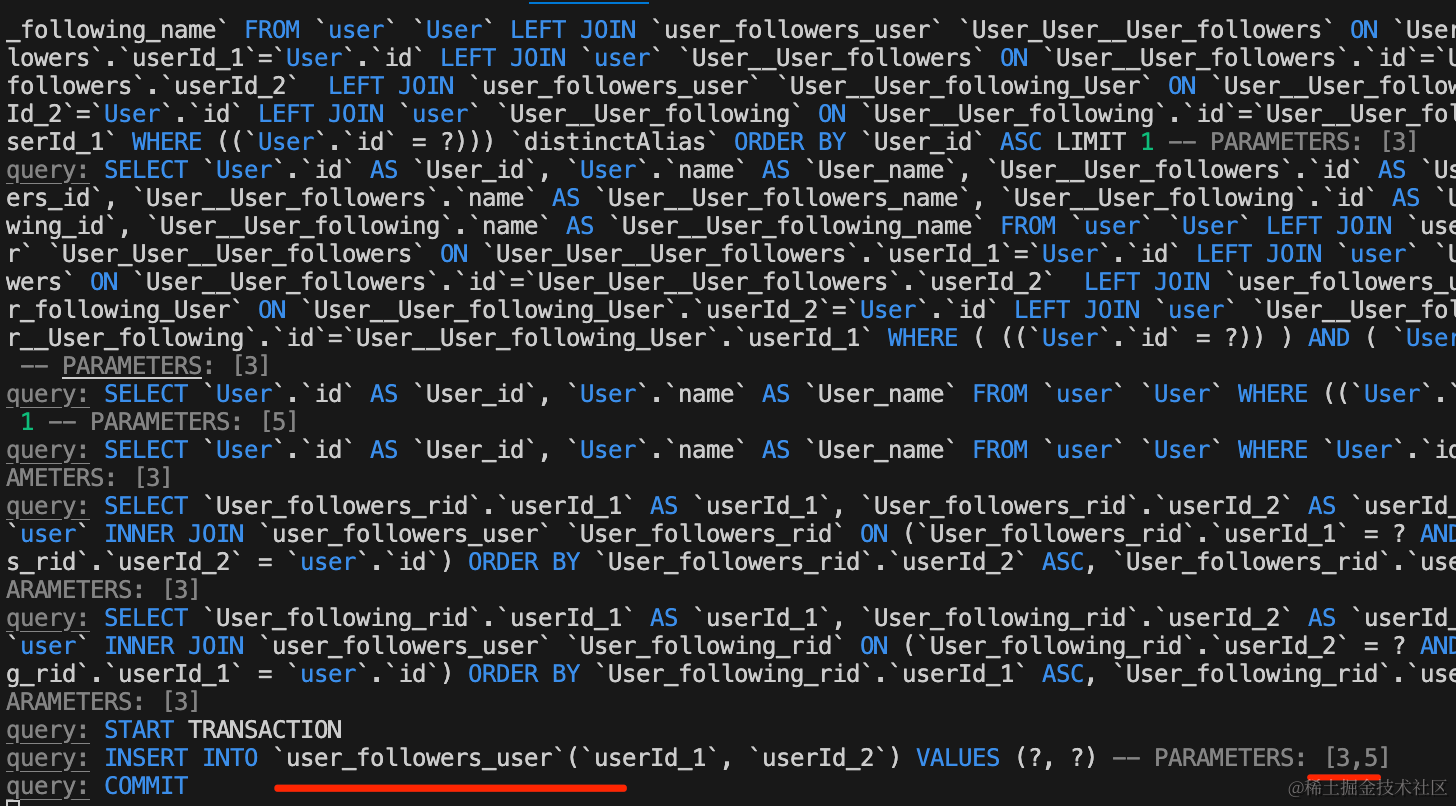 _following_name` FROM `user` `User` LEFT JOIN `user_followers_user` `User_User__User_followers` ON `User
lowers`.`userId_1`=`User`.`id` LEFT JOIN `user` `User__User_followers` ON `User__User_followers`.`id`=`U
followers`.`userId_2`  LEFT JOIN `user_followers_user` `User__User_following_User` ON `User__User_follow
Id_2`=`User`.`id` LEFT JOIN `user` `User__User_following` ON `User__User_following`.`id`=`User__User_fol
serId_1` WHERE ((`User`.`id` = ?))) `distinctAlias` ORDER BY `User_id` ASC LIMIT 1 -- PARAMETERS: [3]
query: SELECT `User`.`id` AS `User_id`, `User`.`name` AS `User_name`, `User__User_followers`.`id` AS `Us
ers_id`, `User__User_followers`.`name` AS `User__User_followers_name`, `User__User_following`.`id` AS `U
wing_id`, `User__User_following`.`name` AS `User__User_following_name` FROM `user` `User` LEFT JOIN `use
r` `User_User__User_followers` ON `User_User__User_followers`.`userId_1`=`User`.`id` LEFT JOIN `user` `U
wers` ON `User__User_followers`.`id`=`User_User__User_followers`.`userId_2`  LEFT JOIN `user_followers_u
r_following_User` ON `User__User_following_User`.`userId_2`=`User`.`id` LEFT JOIN `user` `User__User_fol
r__User_following`.`id`=`User__User_following_User`.`userId_1` WHERE ( ((`User`.`id` = ?)) ) AND ( `User
-- PARAMETERS: [3]
query: SELECT `User`.`id` AS `User_id`, `User`.`name` AS `User_name` FROM `user` `User` WHERE ((`User`.`
1 -- PARAMETERS: [5]
query: SELECT `User`.`id` AS `User_id`, `User`.`name` AS `User_name` FROM `user` `User` WHERE `User`.`id
AMETERS: [3]
query: SELECT `User_followers_rid`.`userId_1` AS `userId_1`, `User_followers_rid`.`userId_2` AS `userId_
`user` INNER JOIN `user_followers_user` `User_followers_rid` ON (`User_followers_rid`.`userId_1` = ? AND
s_rid`.`userId_2` = `user`.`id`) ORDER BY `User_followers_rid`.`userId_2` ASC, `User_followers_rid`.`use
ARAMETERS: [3]
query: SELECT `User_following_rid`.`userId_1` AS `userId_1`, `User_following_rid`.`userId_2` AS `userId_
`user` INNER JOIN `user_followers_user` `User_following_rid` ON (`User_following_rid`.`userId_2` = ? AND
g_rid`.`userId_1` = `user`.`id`) ORDER BY `User_following_rid`.`userId_1` ASC, `User_following_rid`.`use
ARAMETERS: [3]
query: START TRANSACTION
query: INSERT INTO `user_followers_user`(`userId_1`, `userId_2`) VALUES (?, ?) -- PARAMETERS: [3,5]
query: COMMIT
@稀土掘金技术社区